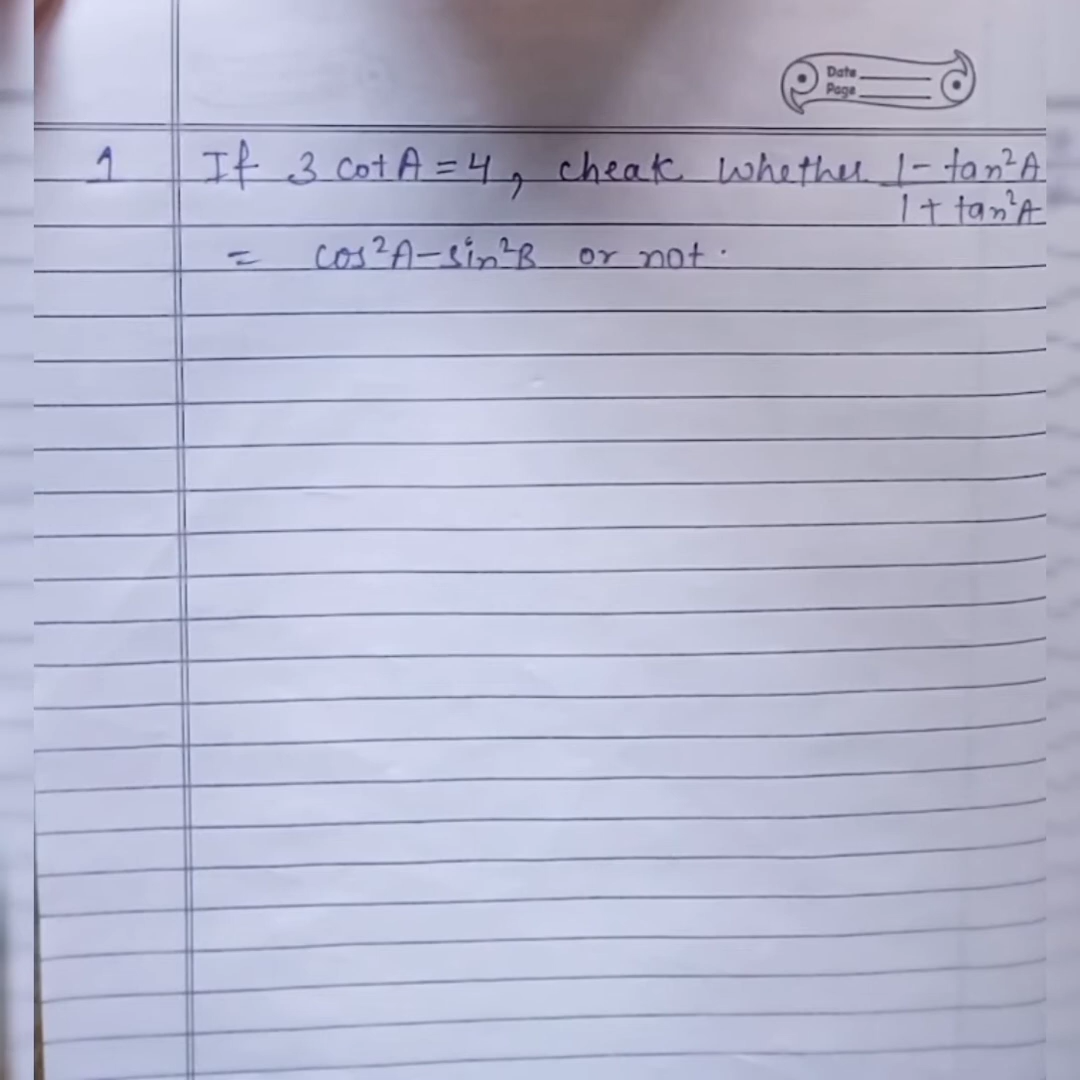 Date
Page
1 If 3 cot A = 4, cheak whether 1 - tan²A
1 + tan²A
= cos²A - sin²B or not.